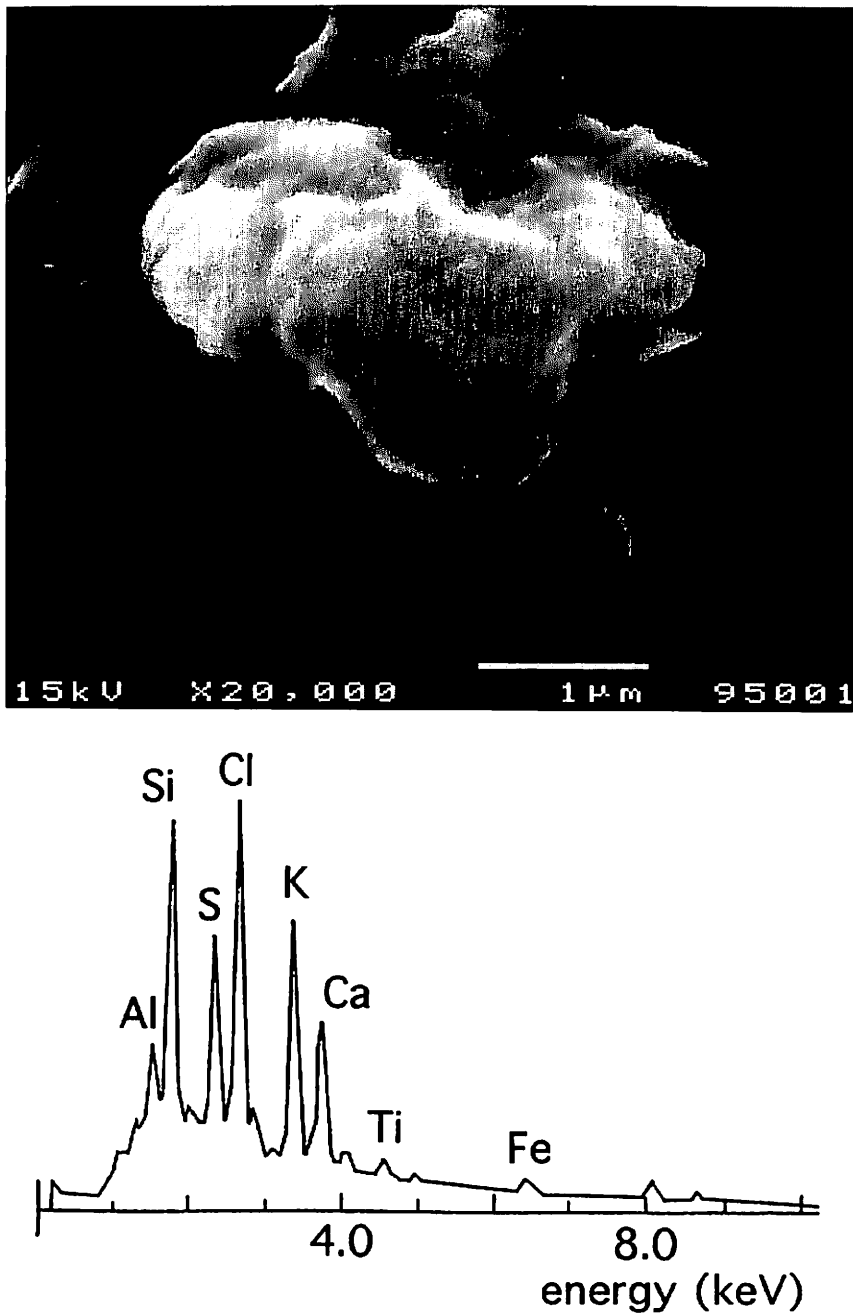 15kV X20,000 1μm 95001
Cl
Si
K
S
Ca
Al
Ti
Fe
4.0 8.0
energy (keV)